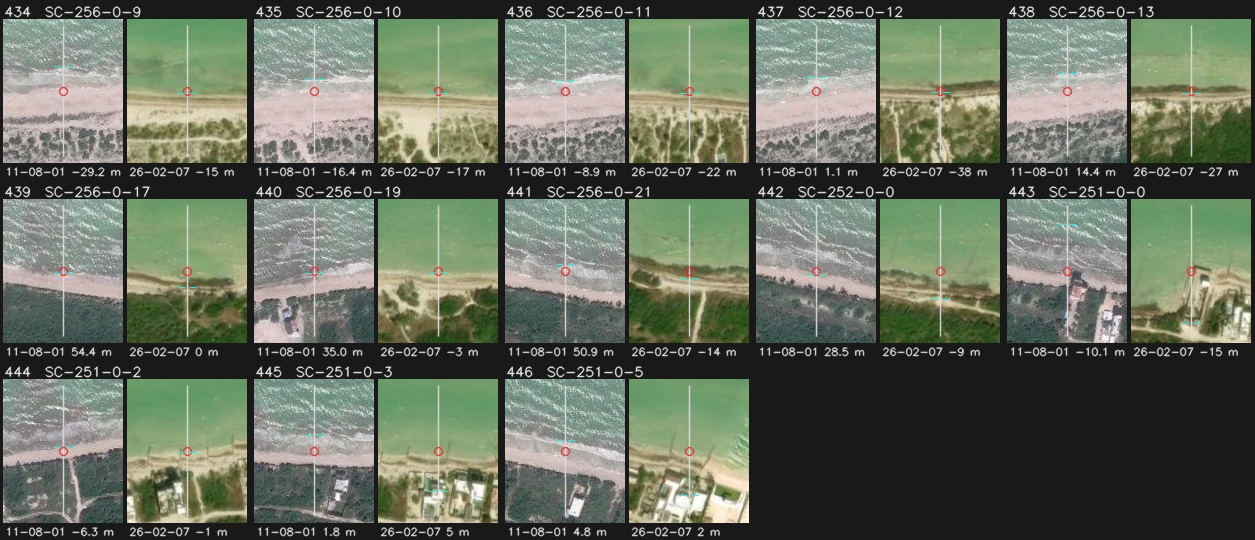 434 SC-256-0-9
435 SC-256-0-10
436 SC-256-0-11
437 SC-256-0-12
438 SC-256-0-13
11-08-01 -29.2 m 26-02-07 -15 m
11-08-01 -16.4 m 26-02-07 -17 m
11-08-01 -8.9 m 26-02-07 -22 m
11-08-01 1.1 m 26-02-07 -38 m
11-08-01 14.4 m 26-02-07 -27 m
439 SC-256-0-17
440 SC-256-0-19
441 SC-256-0-21
442 SC-252-0-0
443 SC-251-0-0
11-08-01 54.4 m 26-02-07 0 m
11-08-01 35.0 m 26-02-07 -3 m
11-08-01 50.9 m 26-02-07 -14 m
11-08-01 28.5 m 26-02-07 -9 m
11-08-01 -10.1 m 26-02-07 -15 m
444 SC-251-0-2
445 SC-251-0-3
446 SC-251-0-5
11-08-01 -6.3 m 26-02-07 -1 m
11-08-01 1.8 m 26-02-07 5 m
11-08-01 4.8 m 26-02-07 2 m